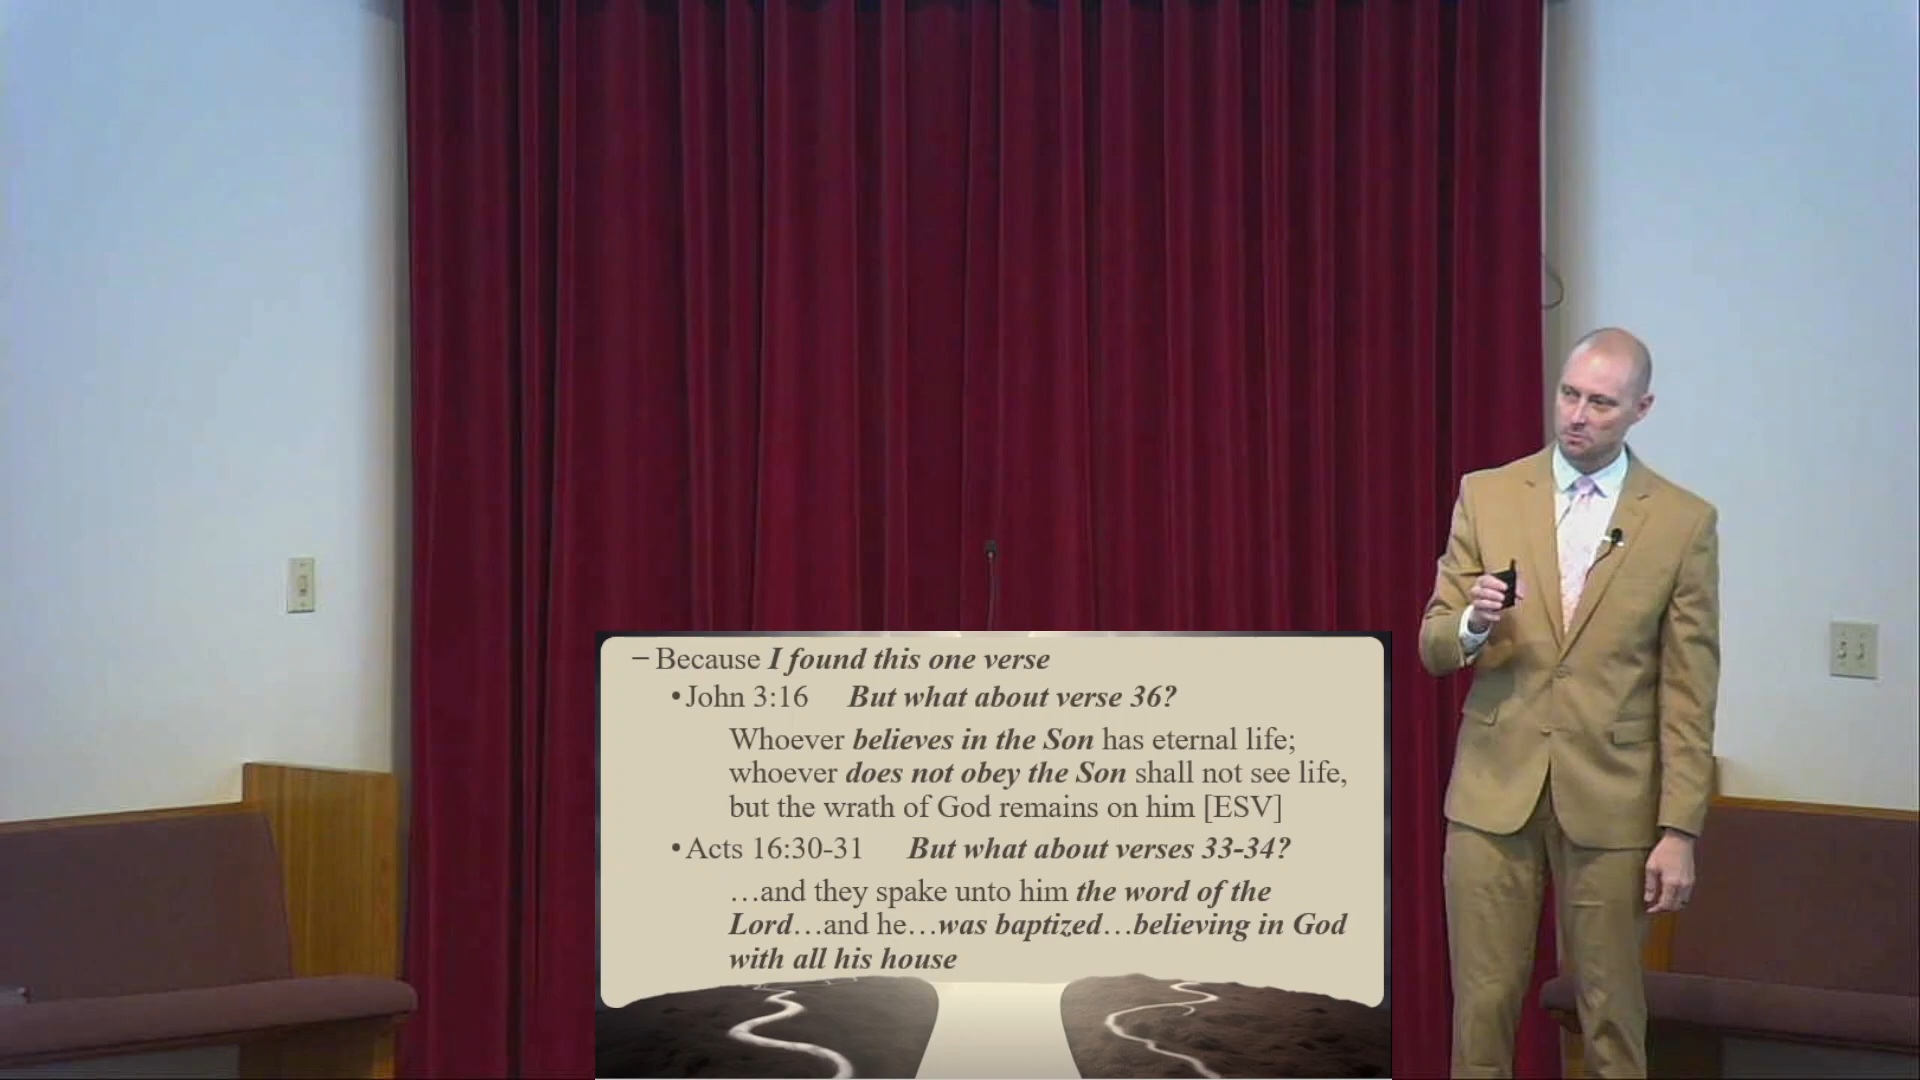 – Because I found this one verse
• John 3:16 But what about verse 36?
Whoever believes in the Son has eternal life;
whoever does not obey the Son shall not see life,
but the wrath of God remains on him [ESV]
• Acts 16:30-31 But what about verses 33-34?
…and they spake unto him the word of the
Lord…and he…was baptized…believing in God
with all his house